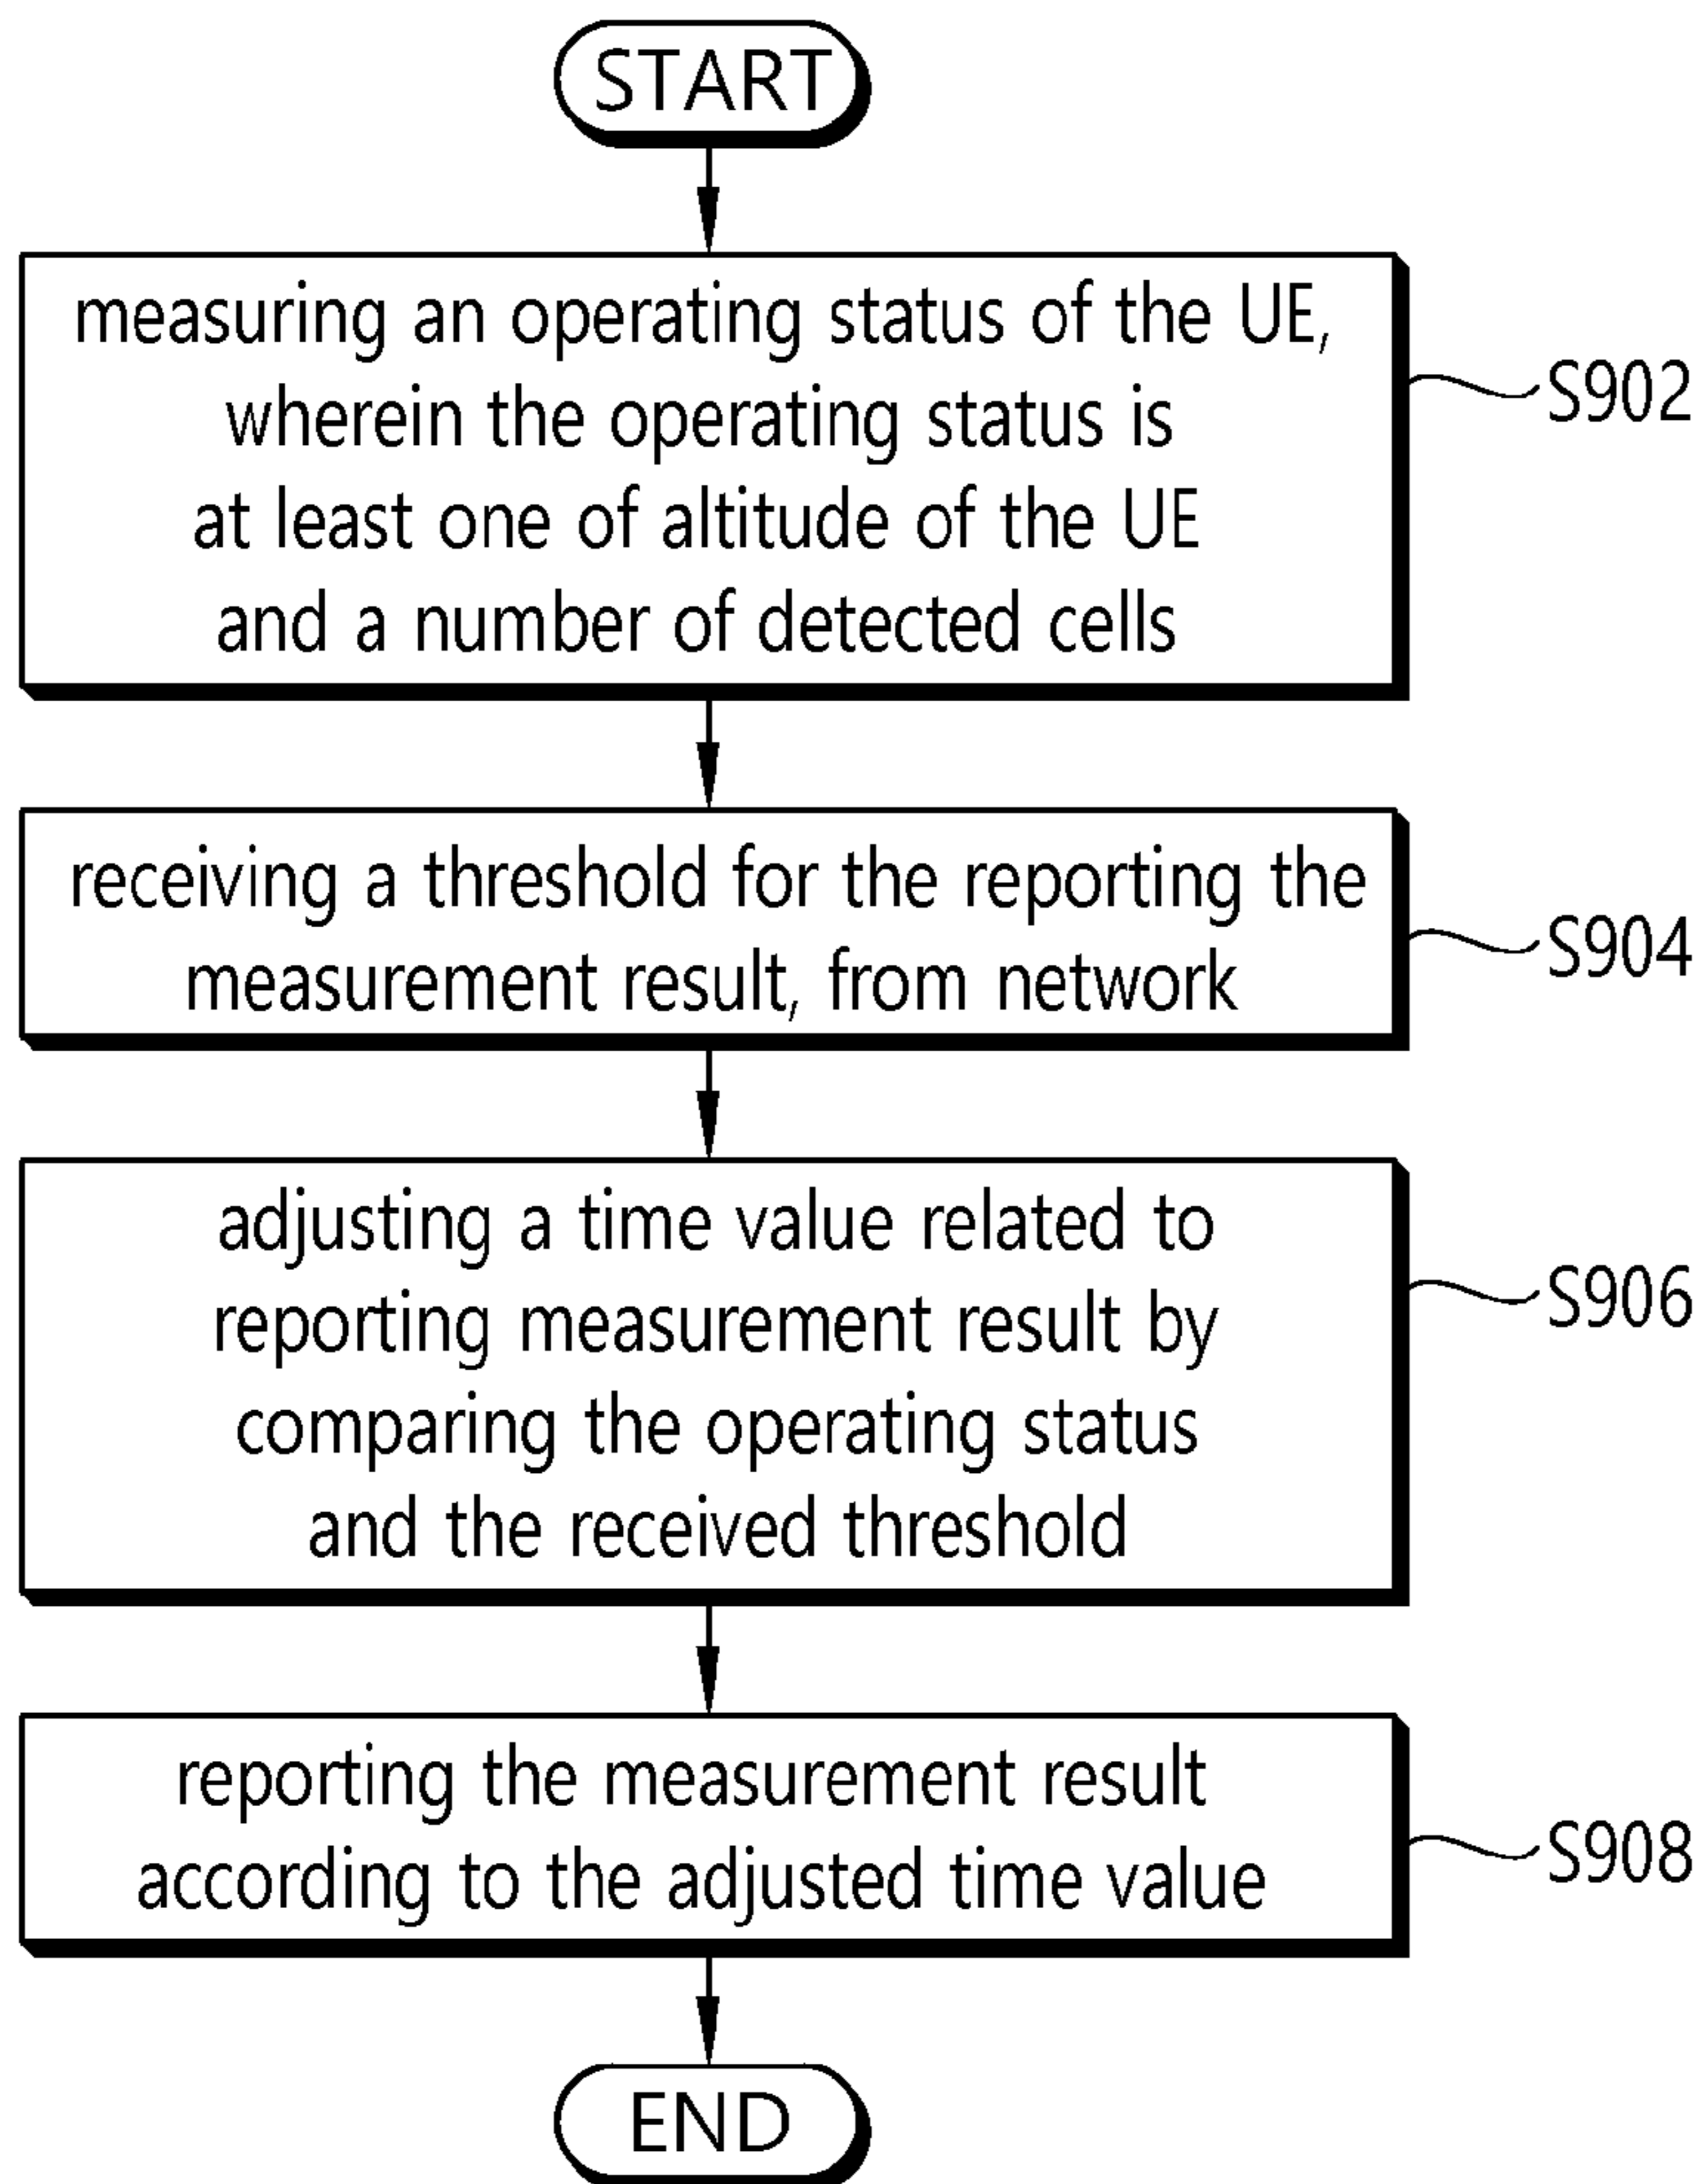 START
measuring an operating status of the UE,
wherein the operating status is
at least one of altitude of the UE
and a number of detected cells
S902
receiving a threshold for the reporting the
measurement result, from network
S904
adjusting a time value related to
reporting measurement result by
comparing the operating status
and the received threshold
S906
reporting the measurement result
according to the adjusted time value
S908
END